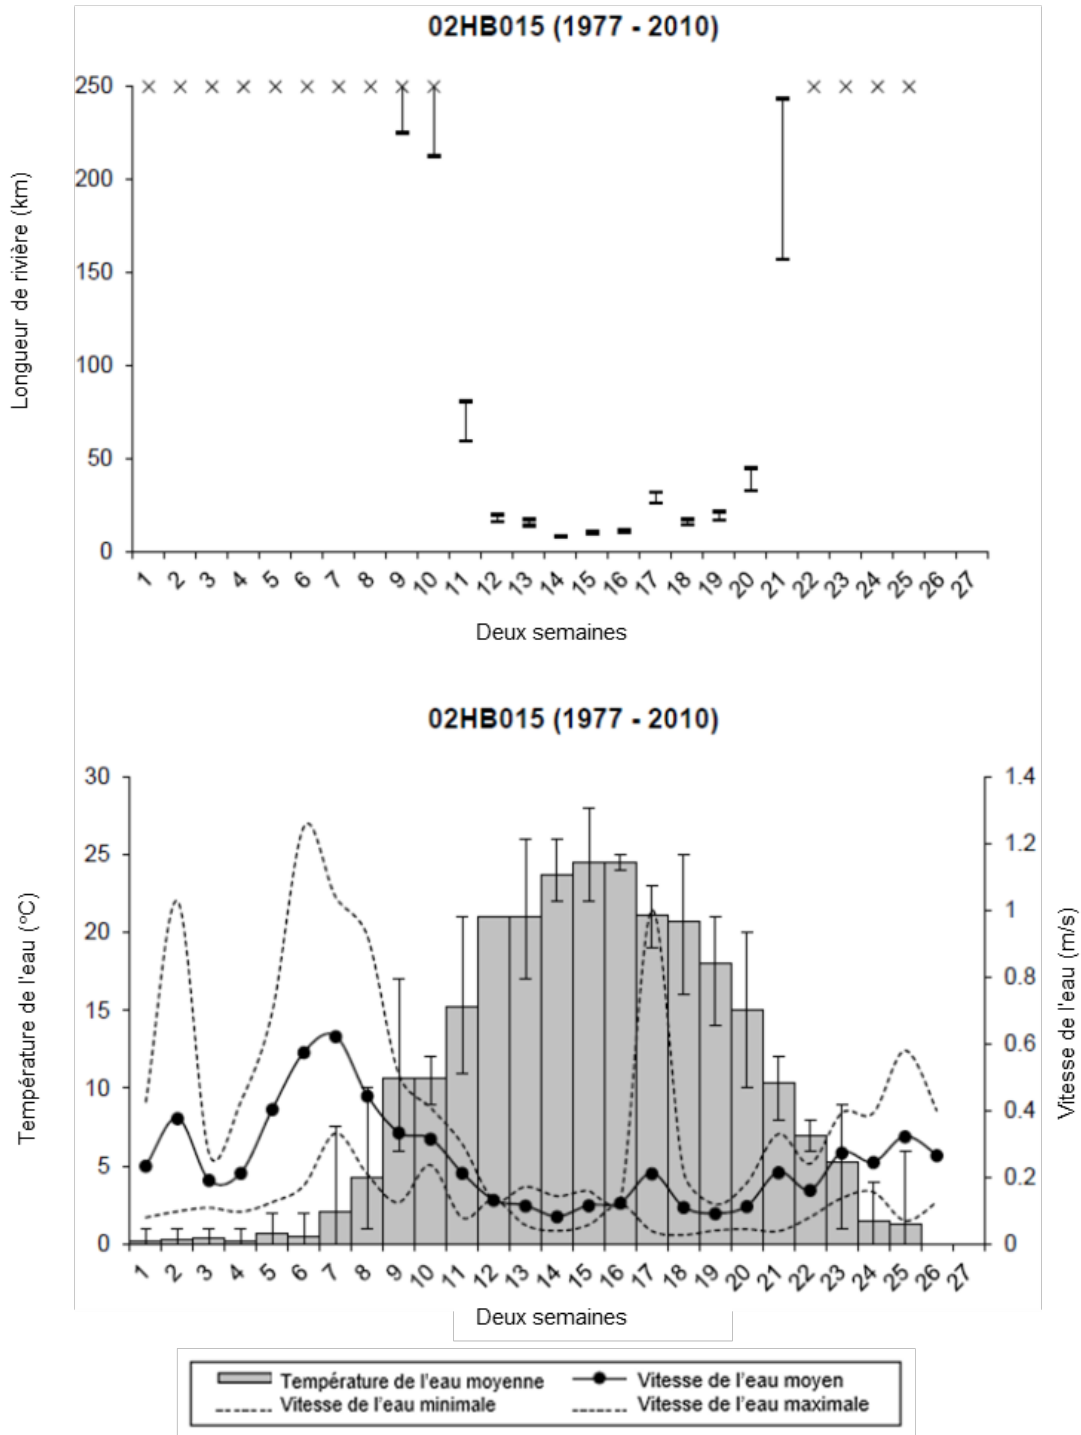 02HB015 (1977 - 2010)
250
200
150
100
50
0
Longueur de rivière (km)
1 2 3 4 5 6 7 8 9 10 11 12 13 14 15 16 17 18 19 20 21 22 23 24 25 26 27
Deux semaines
02HB015 (1977 - 2010)
30
25
20
15
10
5
0
Température de l'eau (°C)
1.4
1.2
1
0.8
0.6
0.4
0.2
0
Vitesse de l'eau (m/s)
1 2 3 4 5 6 7 8 9 10 11 12 13 14 15 16 17 18 19 20 21 22 23 24 25 26 27
Deux semaines
Température de l'eau moyenne
Vitesse de l'eau moyen
Vitesse de l'eau minimale
Vitesse de l'eau maximale